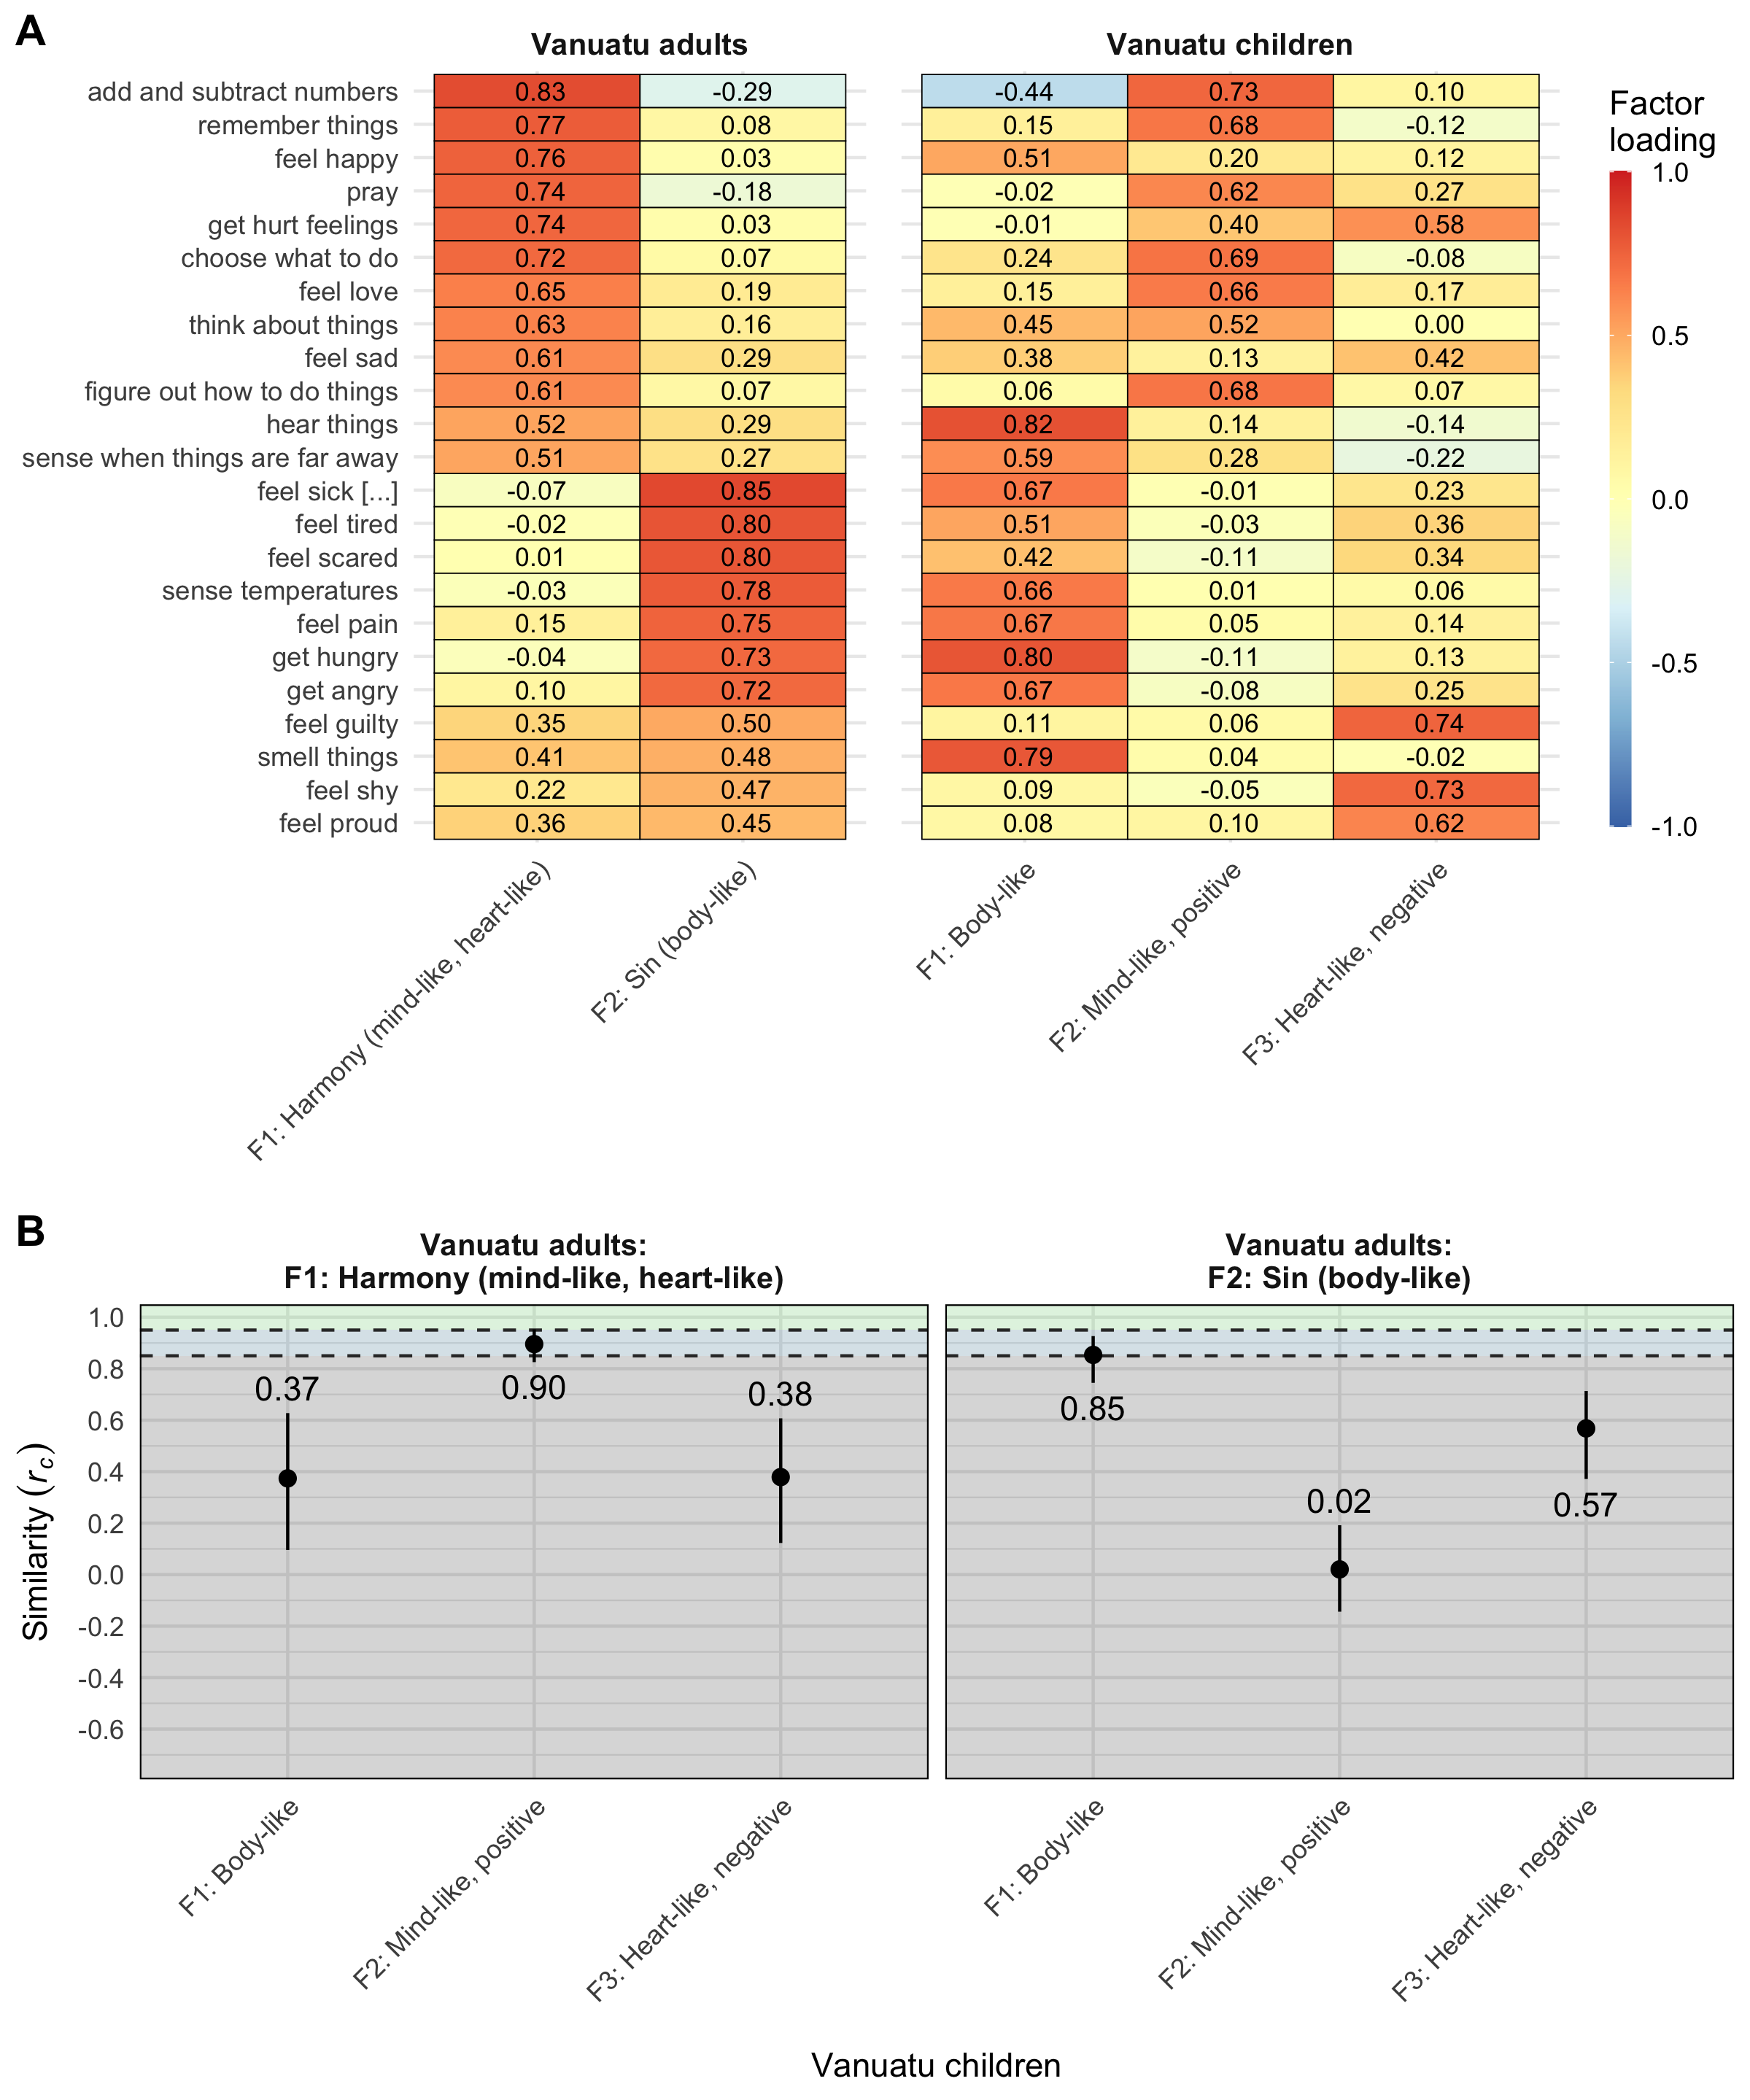 A
Vanuatu adults
Vanuatu children
add and subtract numbers 0.83 -0.29 -0.44 0.73 0.10
remember things 0.77 0.08 0.15 0.68 -0.12
feel happy 0.76 0.03 0.51 0.20 0.12
pray 0.74 -0.18 -0.02 0.62 0.27
get hurt feelings 0.74 0.03 -0.01 0.40 0.58
choose what to do 0.72 0.07 0.24 0.69 -0.08
feel love 0.65 0.19 0.15 0.66 0.17
think about things 0.63 0.16 0.45 0.52 0.00
feel sad 0.61 0.29 0.38 0.13 0.42
figure out how to do things 0.61 0.07 0.06 0.68 0.07
hear things 0.52 0.29 0.82 0.14 -0.14
sense when things are far away 0.51 0.27 0.59 0.28 -0.22
feel sick [...] -0.07 0.85 0.67 -0.01 0.23
feel tired -0.02 0.80 0.51 -0.03 0.36
feel scared 0.01 0.80 0.42 -0.11 0.34
sense temperatures -0.03 0.78 0.66 0.01 0.06
feel pain 0.15 0.75 0.67 0.05 0.14
get hungry -0.04 0.73 0.80 -0.11 0.13
get angry 0.10 0.72 0.67 -0.08 0.25
feel guilty 0.35 0.50 0.11 0.06 0.74
smell things 0.41 0.48 0.79 0.04 -0.02
feel shy 0.22 0.47 0.09 -0.05 0.73
feel proud 0.36 0.45 0.08 0.10 0.62
F1: Harmony (mind-like, heart-like)
F2: Sin (body-like)
F1: Body-like
F2: Mind-like, positive
F3: Heart-like, negative
Factor
loading
1.0
0.5
0.0
-0.5
-1.0
B
Vanuatu adults:
F1: Harmony (mind-like, heart-like)
Vanuatu adults:
F2: Sin (body-like)
Similarity (rc)
1.0
0.8
0.6
0.4
0.2
0.0
-0.2
-0.4
-0.6
0.37
0.90
0.38
0.85
0.02
0.57
F1: Body-like
F2: Mind-like, positive
F3: Heart-like, negative
F1: Body-like
F2: Mind-like, positive
F3: Heart-like, negative
Vanuatu children